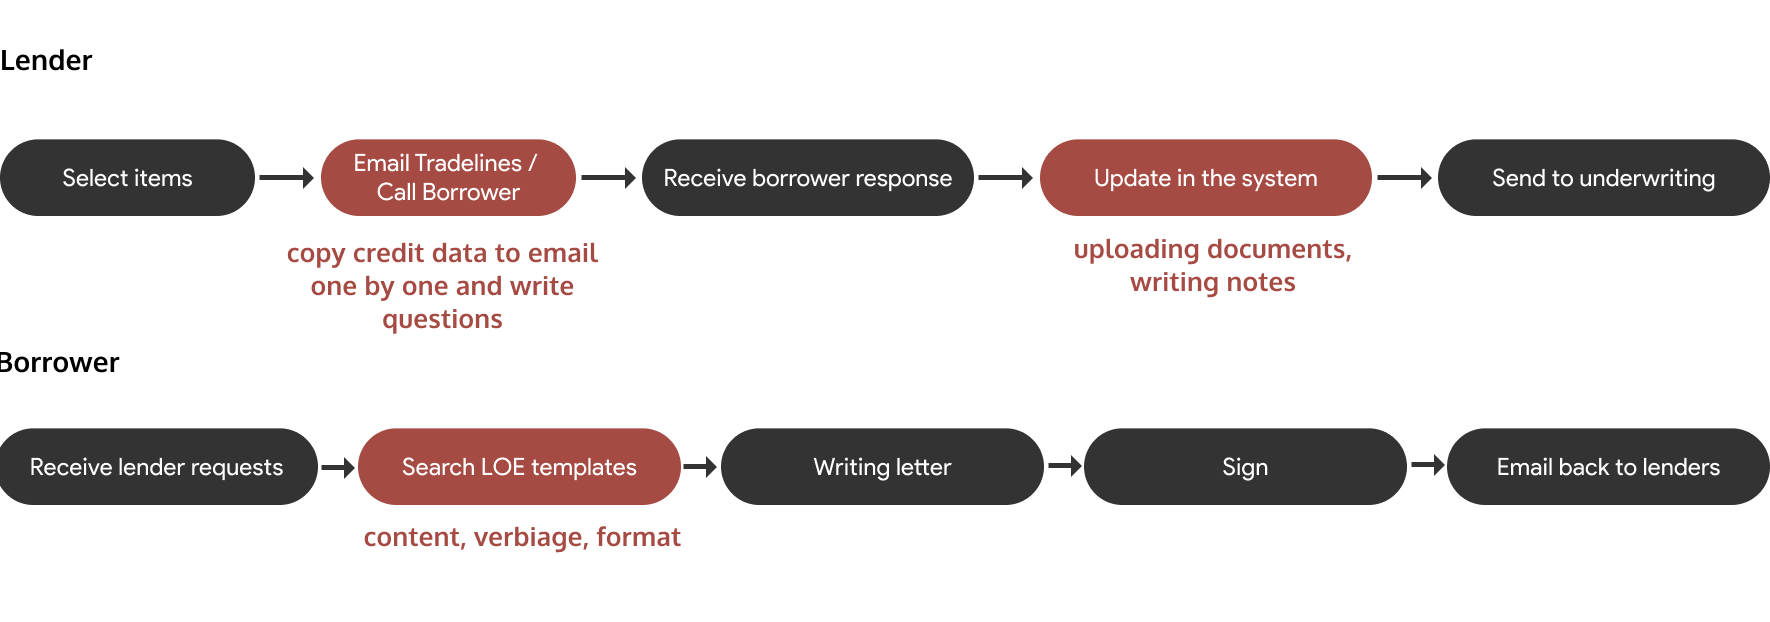 Lender
Select items
Email Tradelines /
Call Borrower
Receive borrower response
Update in the system
Send to underwriting
copy credit data to email
one by one and write
questions
uploading documents,
writing notes
Borrower
Receive lender requests
Search LOE templates
Writing letter
Sign
Email back to lenders
content, verbiage, format